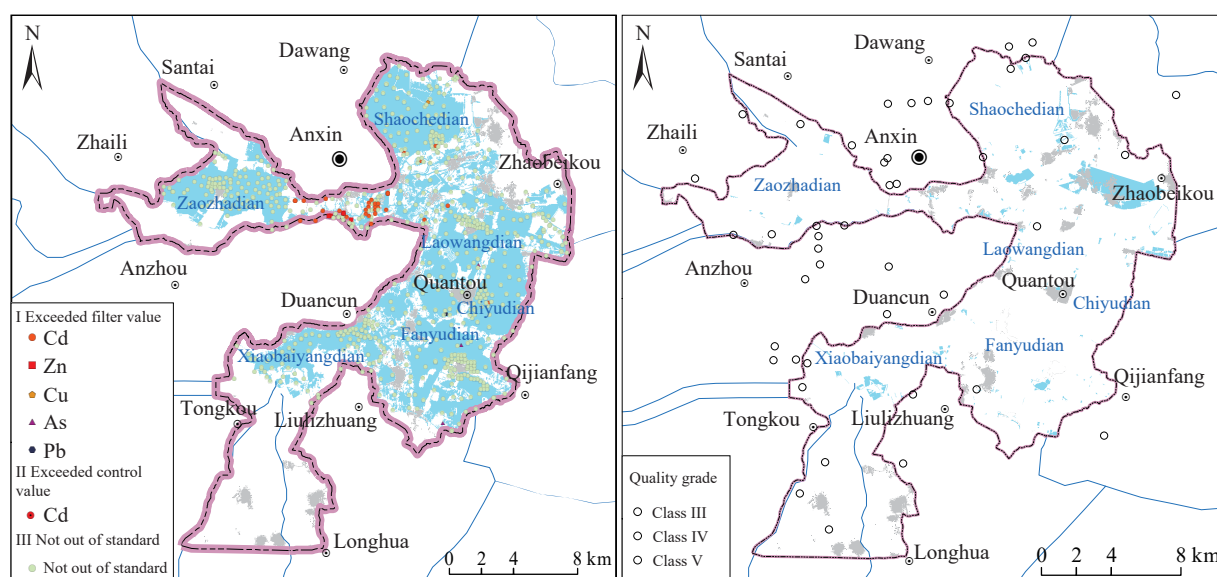 N
Dawang
Santai
Shaochedian
Anxin
Zhaili
Zhaobeikou
Zaozhadian
Laowangdian
Anzhou
Quantou
Duancun
Chiyudian
Fanyudian
Xiaobaiyangdian
Qijianfang
Tongkou
Liulizhuang
Longhua
I Exceeded filter value
Cd
Zn
Cu
As
Pb
II Exceeded control
value
Cd
III Not out of standard
Not out of standard
0 2 4 8 km
N
Dawang
Santai
Shaochedian
Anxin
Zhaili
Zhaobeikou
Zaozhadian
Laowangdian
Anzhou
Quantou
Duancun
Chiyudian
Fanyudian
Xiaobaiyangdian
Qijianfang
Tongkou
Liulizhuang
Longhua
Quality grade
Class III
Class IV
Class V
0 2 4 8 km